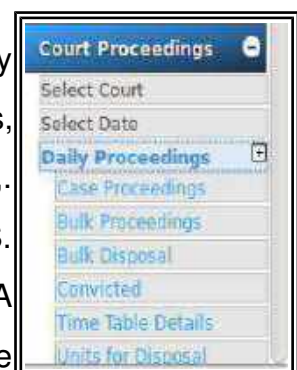 y
Court Proceedings
s,
Select Court
Select Date
Daily Proceedings
Case Proceedings
Bulk Proceedings
Bulk Disposal
Convicted
A
Time Table Details
e
Units for Disposal